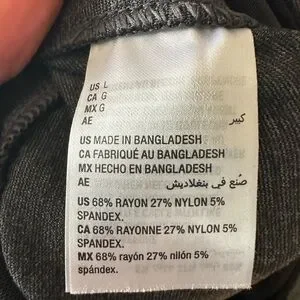 US L
CA G
MX G
AE كبير
US MADE IN BANGLADESH
CA FABRIQUÉ AU BANGLADESH
MX HECHO EN BANGLADESH
AE صُنع في بنغلاديش
US 68% RAYON 27% NYLON 5%
SPANDEX.
CA 68% RAYONNE 27% NYLON 5%
SPANDEX.
MX 68% rayón 27% nilón 5%
spándex.